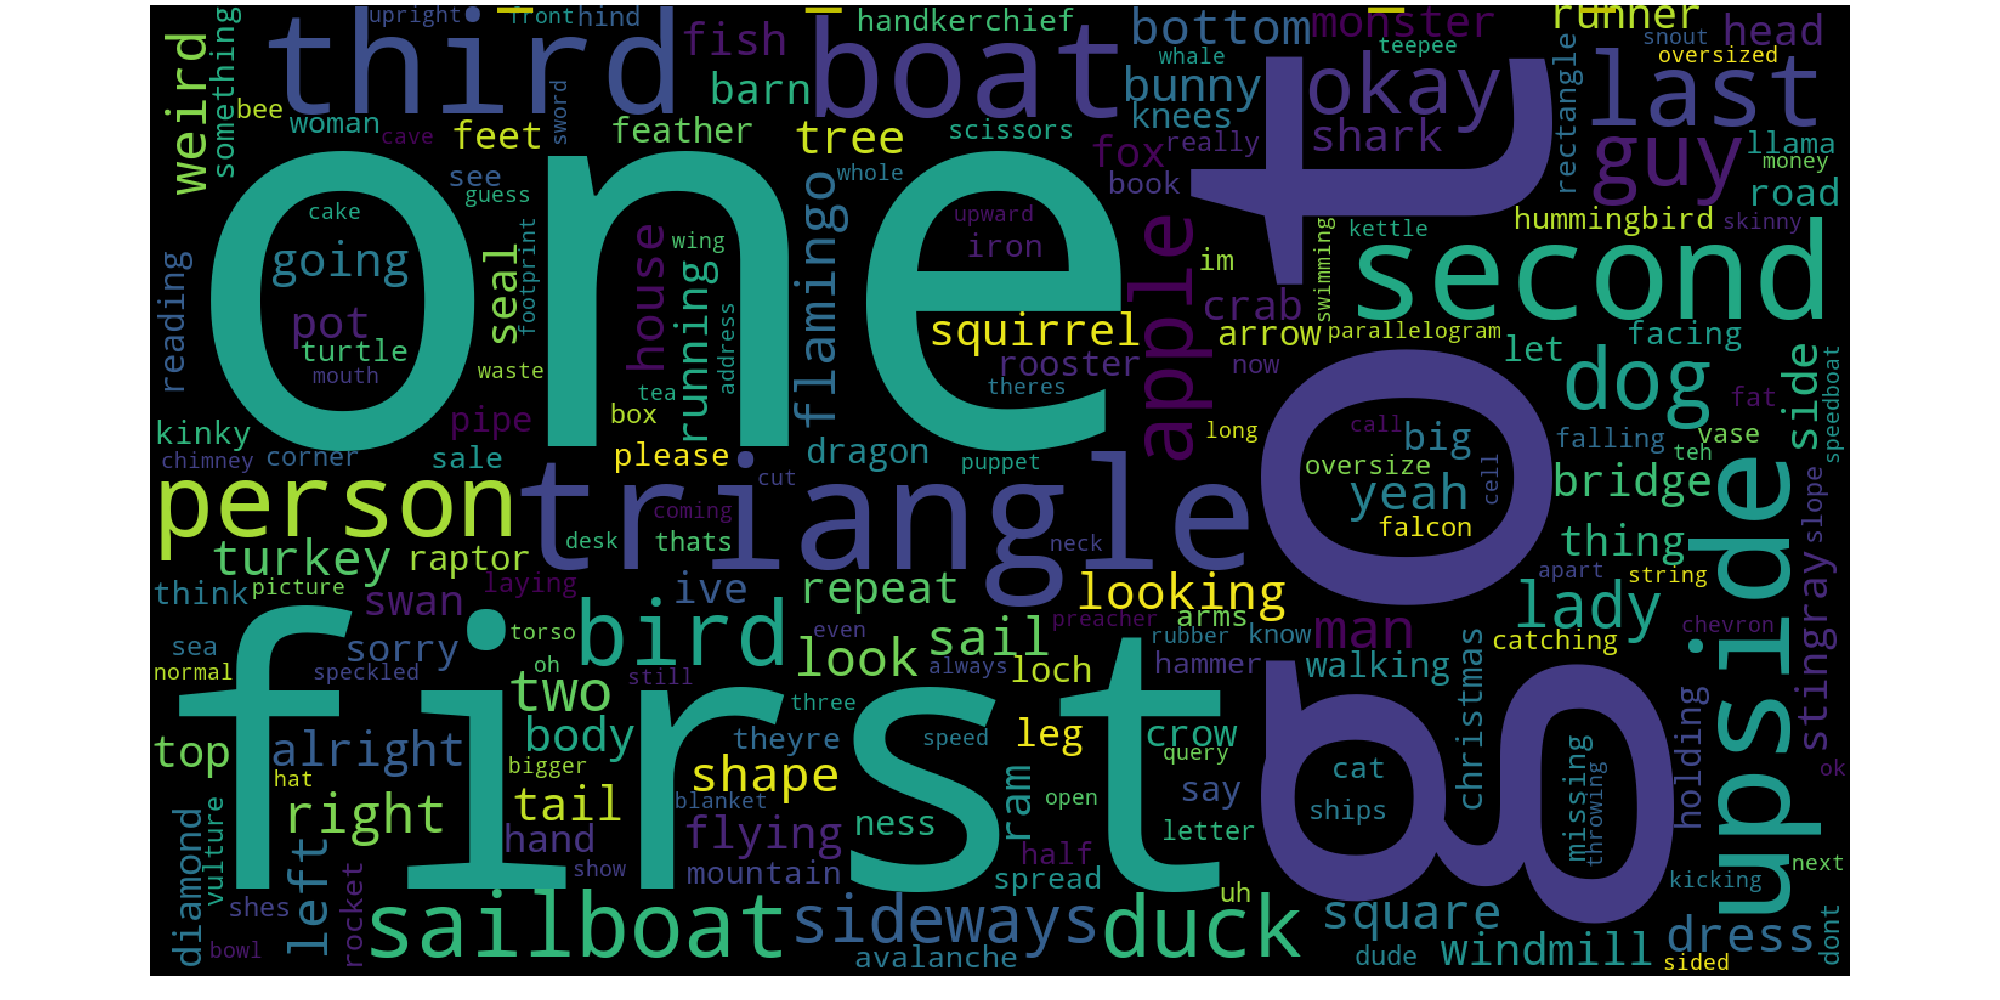 upright
front
hind
third
fish
handkerchief
boat
bottom
monster
teepee
runner
snout
oversized
head
weird
something
bee
woman
cave
feet
sword
barn
feather
tree
scissors
whale
bunny
knees
okay
shark
rectangle
last
guy
llama
money
road
really
fox
book
see
guess
whole
one
cake
going
footprint
seal
house
wing
running
flamingo
upward
iron
apple
im
got
swimming
kettle
hummingbird
skinny
second
reading
pot
turtle
mouth
waste
address
tea
box
squirrel
rooster
theres
crab
arrow
now
parallelogram
let
facing
dog
side
speedboat
fat
vase
teh
kinky
chimney
corner
sale
pipe
please
dragon
puppet
long
call
big
oversize
yeah
cell
falcon
falling
bridge
slope
person
triangle
cut
coming
desk
thats
neck
turkey
raptor
laying
thing
upside
think
picture
swan
ive
repeat
looking
apart
string
lady
stingray
sea
sorry
torso
bird
even
sail
preacher
arms
rubber
know
man
catching
chevron
normal
speckled
oh
still
look
always
loch
hammer
walking
christmas
first
two
three
top
alright
body
theyre
speed
leg
crow
query
missing
throwing
holding
ok
hat
bigger
shape
blanket
ram
open
say
cat
ships
diamond
vulture
right
tail
hand
flying
ness
letter
show
mountain
half
spread
uh
kicking
next
left
rocket
shes
bowl
sailboat
sideways
avalanche
duck
square
dude
windmill
dress
sided
dont